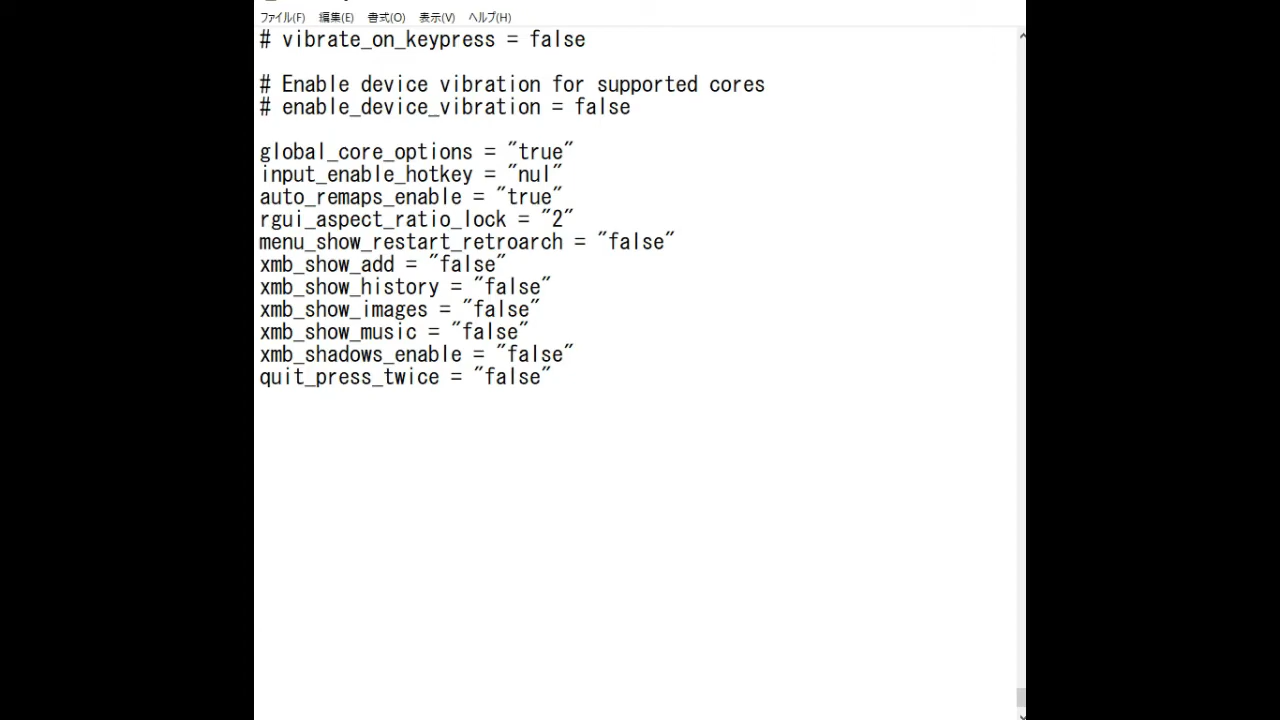 ファイル(F) 編集(E) 書式(O) 表示(V) ヘルプ(H)
# vibrate_on_keypress = false
# Enable device vibration for supported cores
# enable_device_vibration = false
global_core_options = "true"
input_enable_hotkey = "nul"
auto_remaps_enable = "true"
rgui_aspect_ratio_lock = "2"
menu_show_restart_retroarch = "false"
xmb_show_add = "false"
xmb_show_history = "false"
xmb_show_images = "false"
xmb_show_music = "false"
xmb_shadows_enable = "false"
quit_press_twice = "false"